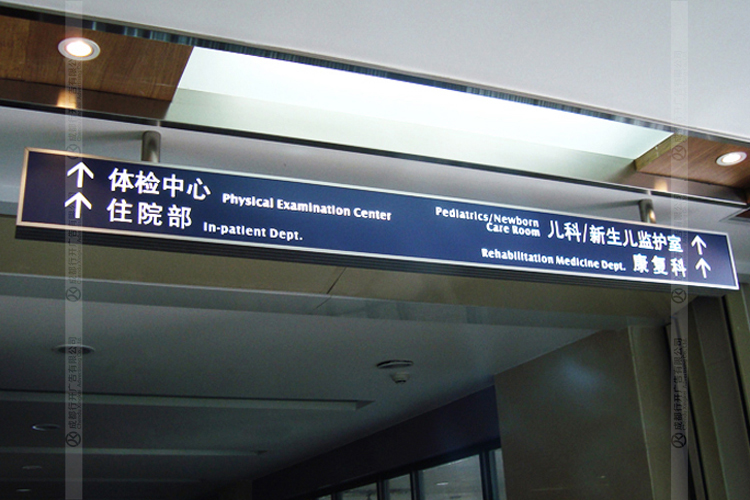 ↑ 体检中心 Physical Examination Center
↑ 住院部 In-patient Dept.
Pediatrics/Newborn
Care Room 儿科/新生儿监护室 ↑
Rehabilitation Medicine Dept. 康复科 ↑